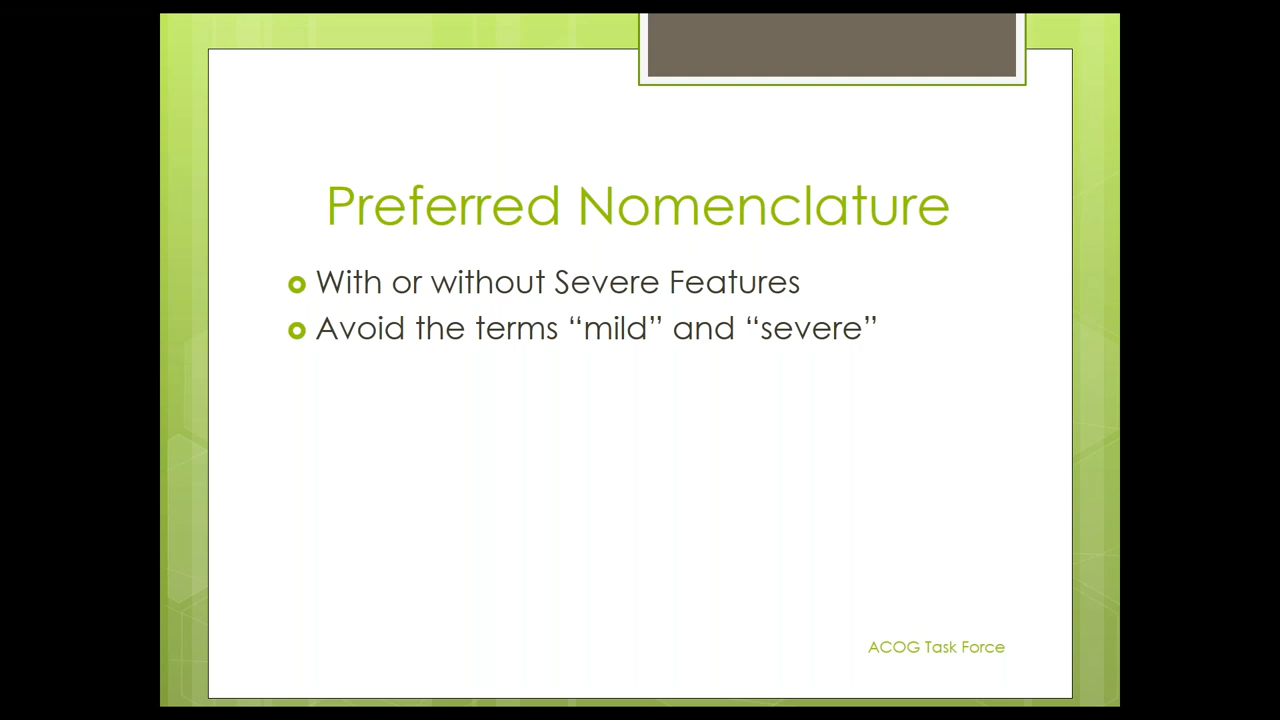 Preferred Nomenclature
With or without Severe Features
Avoid the terms “mild” and “severe”
ACOG Task Force